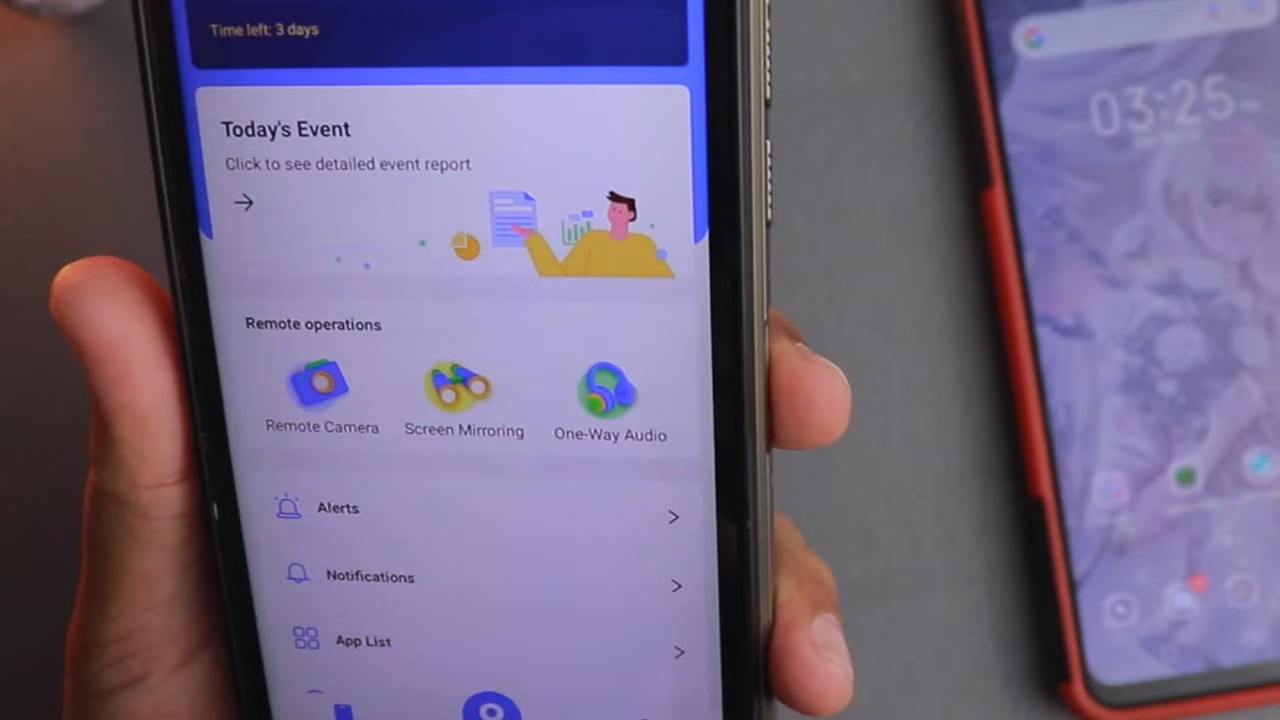 Time left: 3 days
Today's Event
Click to see detailed event report
Remote operations
Remote Camera
Screen Mirroring
One-Way Audio
Alerts
Notifications
App List
03:25